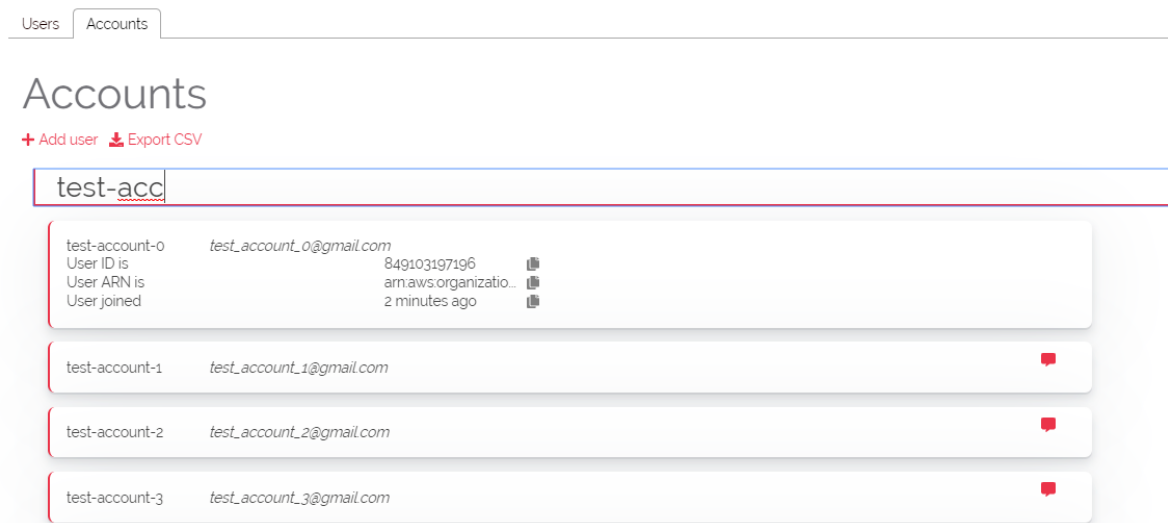 Users Accounts
Accounts
Add user Export CSV
test-acc
test-account-0 test_account_0@gmail.com
User ID is 849103197196
User ARN is arn:aws:organizatio...
User joined 2 minutes ago
test-account-1 test_account_1@gmail.com
test-account-2 test_account_2@gmail.com
test-account-3 test_account_3@gmail.com